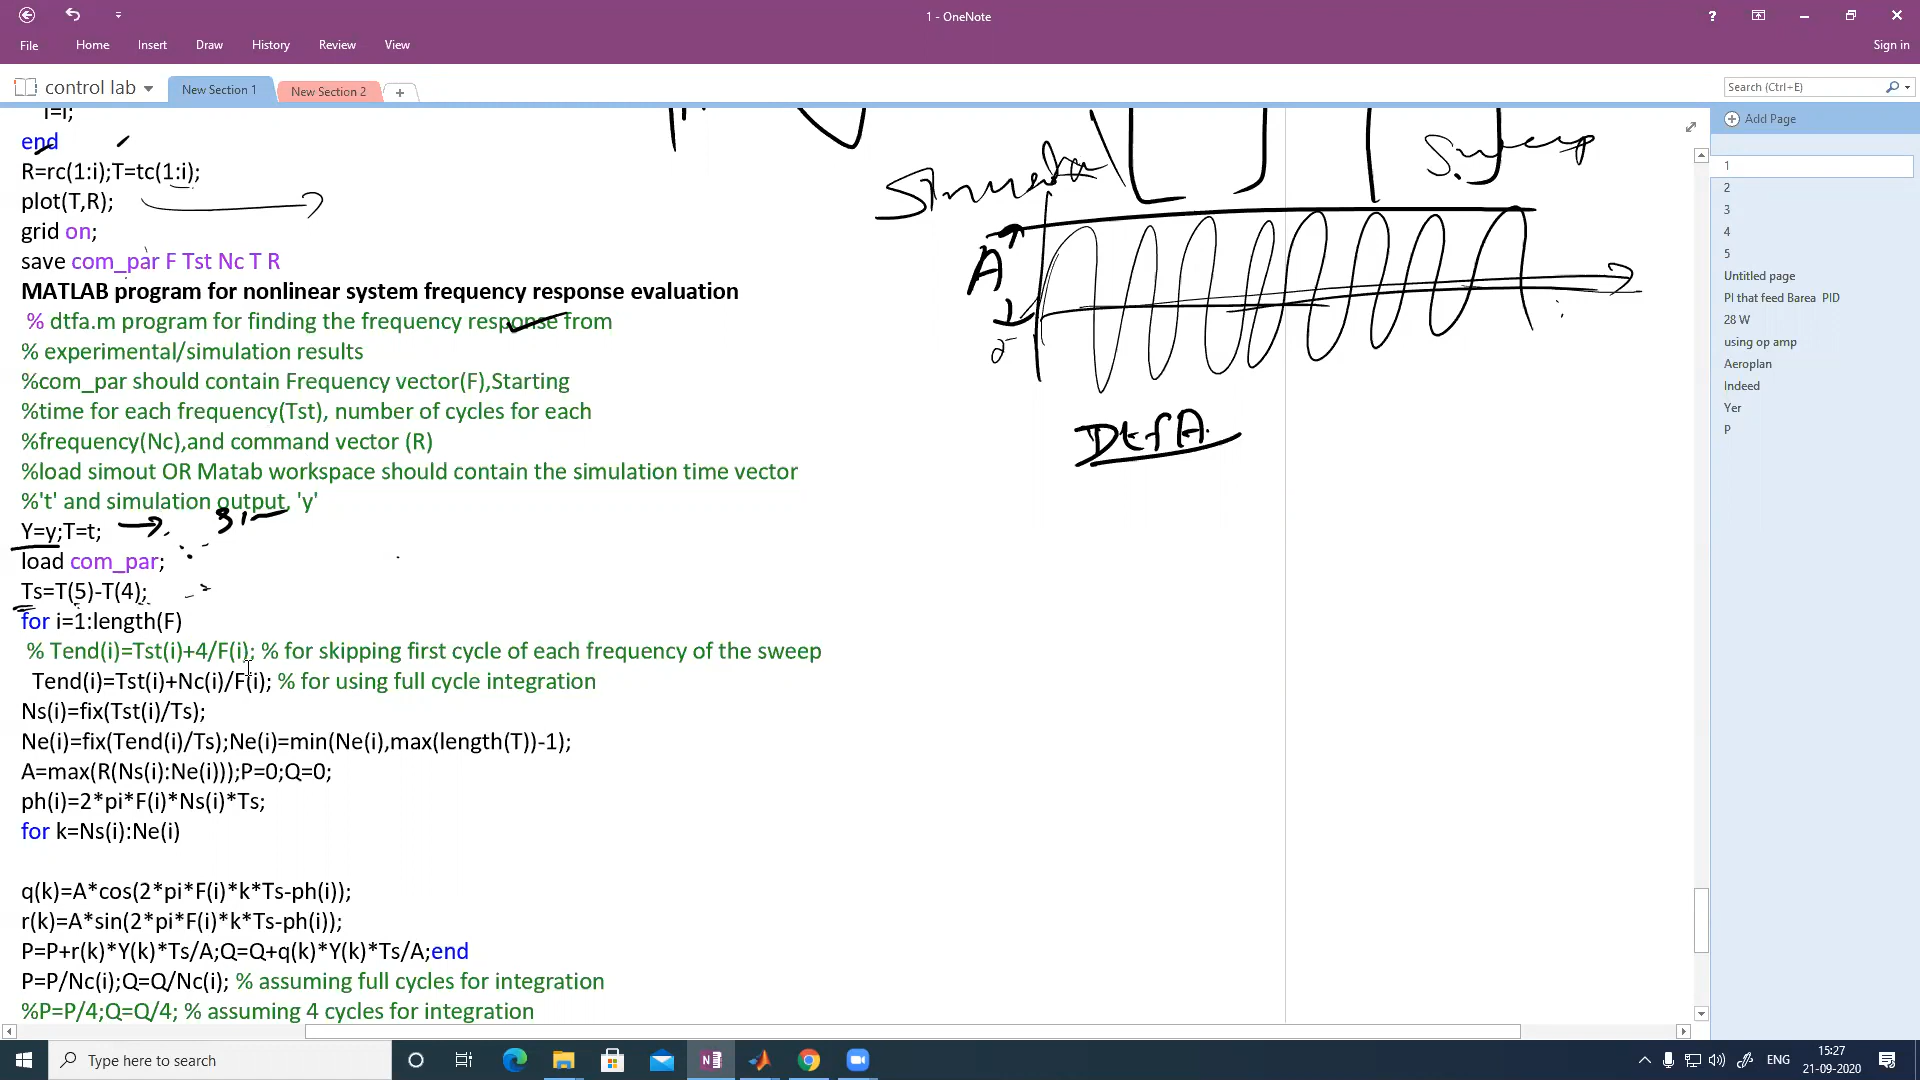 1 - OneNote
?
File Home Insert Draw History Review View
Sign in
control lab
New Section 1
New Section 2
Search (Ctrl+E)
Add Page
1
2
3
4
5
Untitled page
PI that feed Barea PID
28 W
using op amp
Aeroplan
Indeed
Yer
P
end
R=rc(1:i);T=tc(1:i);
plot(T,R);
grid on;
save com_par F Tst Nc T R
MATLAB program for nonlinear system frequency response evaluation
% dtfa.m program for finding the frequency response from
% experimental/simulation results
%com_par should contain Frequency vector(F),Starting
%time for each frequency(Tst), number of cycles for each
%frequency(Nc),and command vector (R)
%load simout OR Matab workspace should contain the simulation time vector
%'t' and simulation output, 'y'
Y=y;T=t;
load com_par;
Ts=T(5)-T(4);
for i=1:length(F)
% Tend(i)=Tst(i)+4/F(i); % for skipping first cycle of each frequency of the sweep
Tend(i)=Tst(i)+Nc(i)/F(i); % for using full cycle integration
Ns(i)=fix(Tst(i)/Ts);
Ne(i)=fix(Tend(i)/Ts);Ne(i)=min(Ne(i),max(length(T))-1);
A=max(R(Ns(i):Ne(i)));P=0;Q=0;
ph(i)=2*pi*F(i)*Ns(i)*Ts;
for k=Ns(i):Ne(i)
q(k)=A*cos(2*pi*F(i)*k*Ts-ph(i));
r(k)=A*sin(2*pi*F(i)*k*Ts-ph(i));
P=P+r(k)*Y(k)*Ts/A;Q=Q+q(k)*Y(k)*Ts/A;end
P=P/Nc(i);Q=Q/Nc(i); % assuming full cycles for integration
%P=P/4;Q=Q/4; % assuming 4 cycles for integration
Sweep
A
DtfA
Type here to search
ENG
15:27
21-09-2020